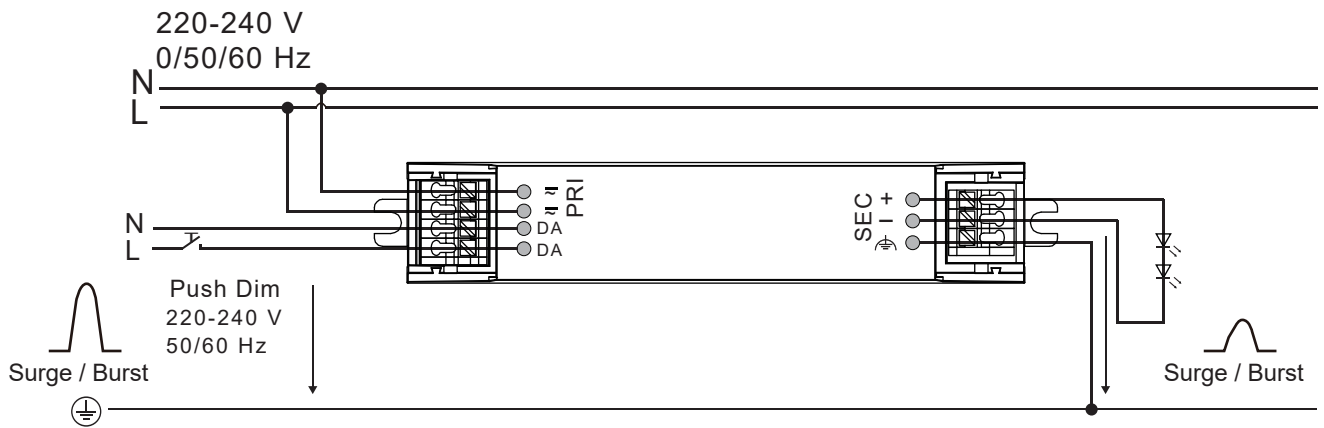 220-240 V
0/50/60 Hz
N
L
PRI
DA
DA
SEC
+
–
N
L
Push Dim
220-240 V
50/60 Hz
Surge / Burst
Surge / Burst